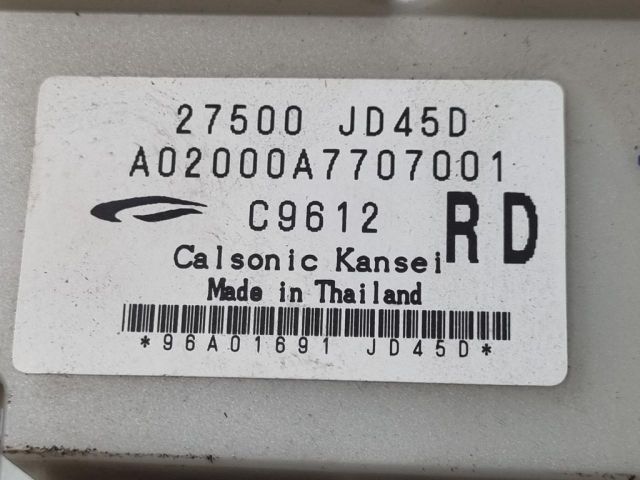 27500 JD45D
A02000A7707001
C9612 RD
Calsonic Kansei
Made in Thailand
*96A01691 JD45D*